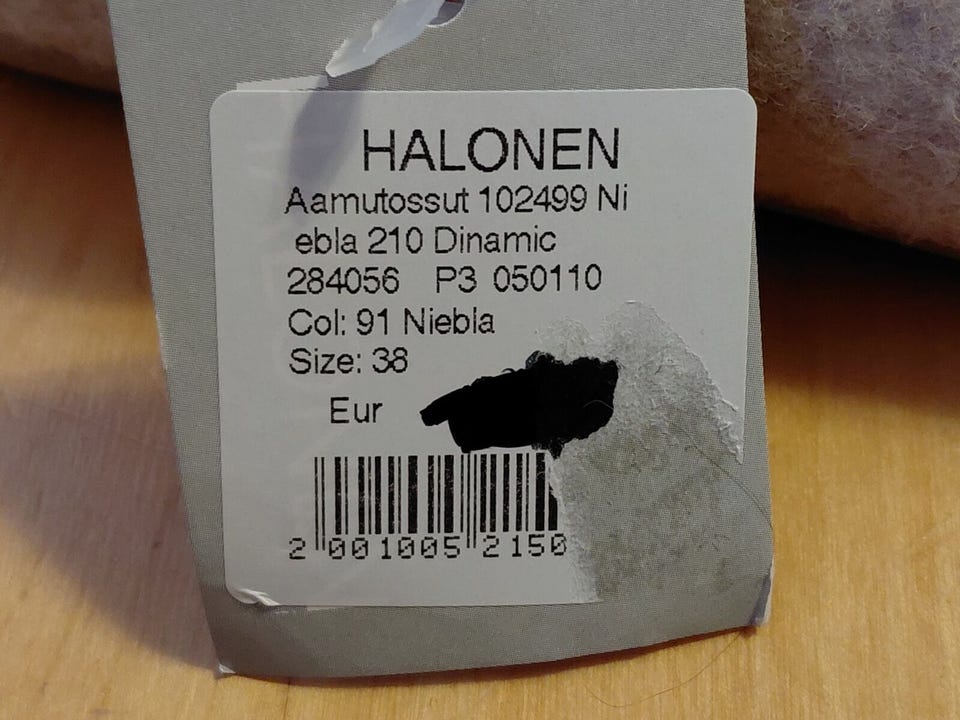 HALONEN
Aamutossut 102499 Ni
ebla 210 Dinamic
284056 P3 050110
Col: 91 Niebla
Size: 38
Eur
2 001005 2150